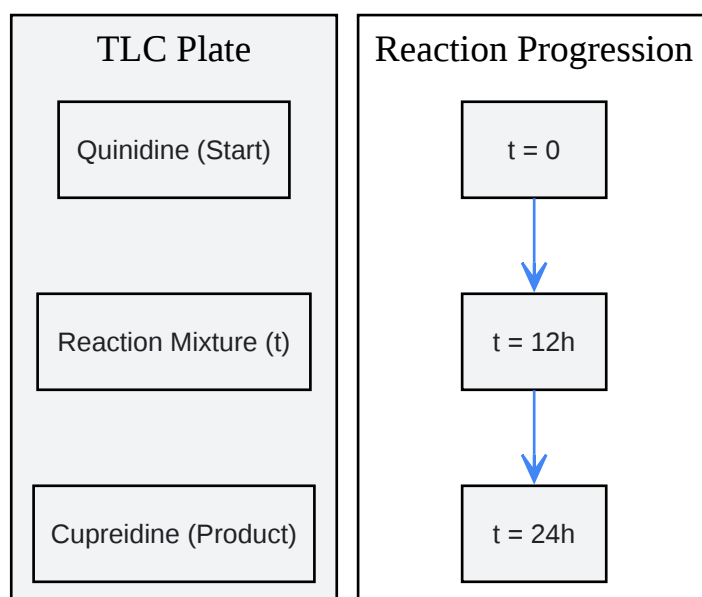 TLC Plate
Quinidine (Start)
Reaction Mixture (t)
Cupreidine (Product)
Reaction Progression
t = 0
t = 12h
t = 24h